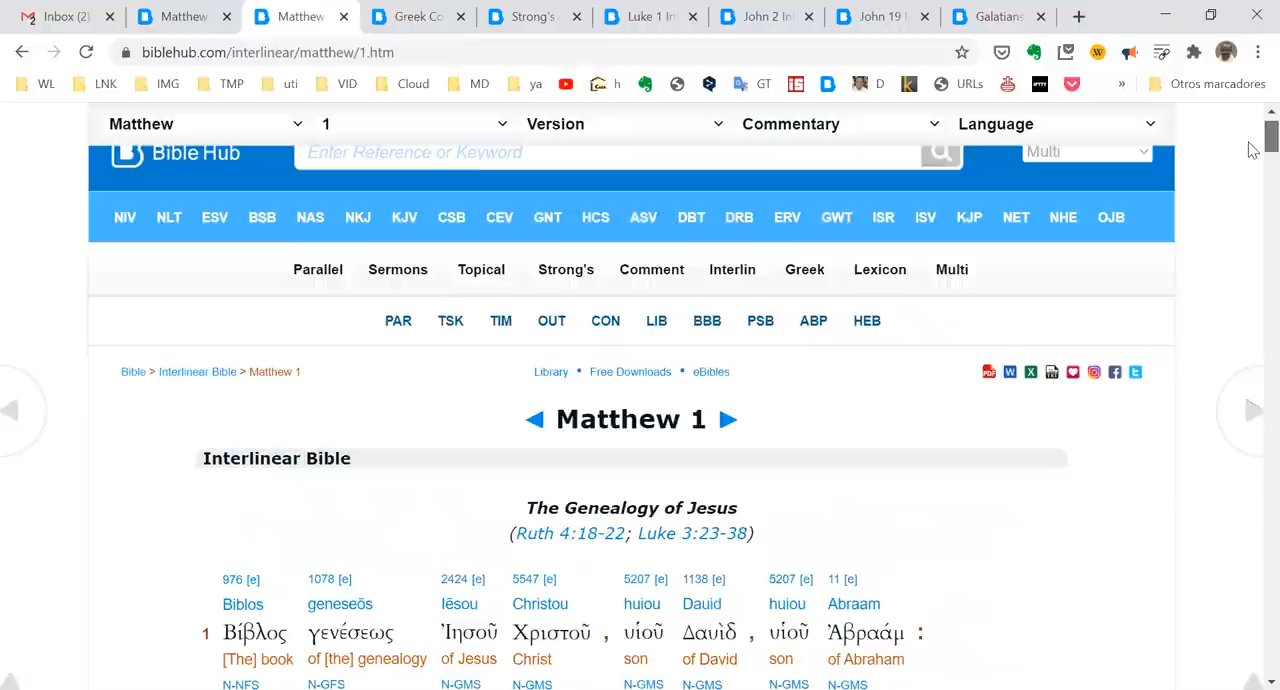 Inbox (2) Matthew Matthew Greek Co Strong's Luke 1 In John 2 In John 19 I Galatians
biblehub.com/interlinear/matthew/1.htm
WL LNK IMG TMP uti VID Cloud MD ya h GT D URLs » Otros marcadores
Matthew 1 Version Commentary Language
Bible Hub Enter Reference or Keyword Multi
NIV NLT ESV BSB NAS NKJ KJV CSB CEV GNT HCS ASV DBT DRB ERV GWT ISR ISV KJP NET NHE OJB
Parallel Sermons Topical Strong's Comment Interlin Greek Lexicon Multi
PAR TSK TIM OUT CON LIB BBB PSB ABP HEB
Bible > Interlinear Bible > Matthew 1 Library • Free Downloads • eBibles
◄ Matthew 1 ►
Interlinear Bible
The Genealogy of Jesus
(Ruth 4:18-22; Luke 3:23-38)
976 [e] 1078 [e] 2424 [e] 5547 [e] 5207 [e] 1138 [e] 5207 [e] 11 [e]
Biblos geneseōs Iēsou Christou huiou Dauid huiou Abraam
1 Βίβλος γενέσεως Ἰησοῦ Χριστοῦ , υἱοῦ Δαυὶδ , υἱοῦ Ἀβραάμ :
[The] book of [the] genealogy of Jesus Christ son of David son of Abraham
N-NFS N-GFS N-GMS N-GMS N-GMS N-GMS N-GMS N-GMS